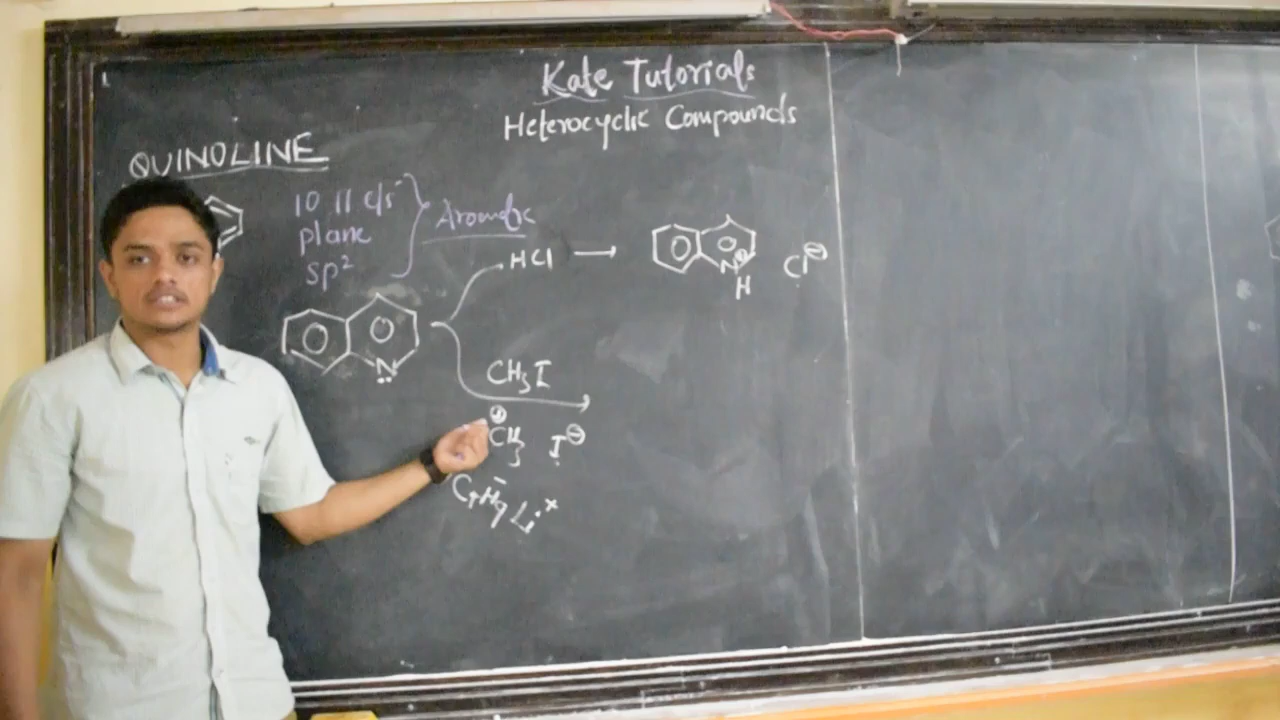 Kate Tutorials
Heterocyclic Compounds
QUINOLINE
10 π e/s⁻
plane
sp²
Aromatic
HCl →
N⊕
H
Cl⊖
N
CH₃I
⊕
CH₃ I⊖
C₄H₉⁻ Li⁺